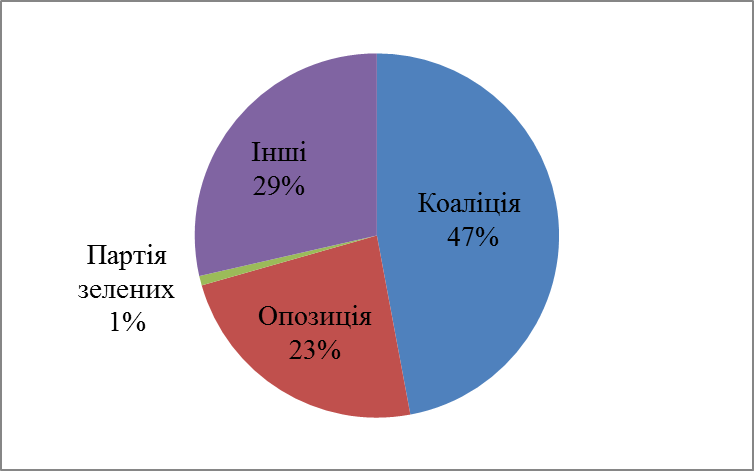 Інші
29%
Коаліція
47%
Партія
зелених
1%
Опозиція
23%